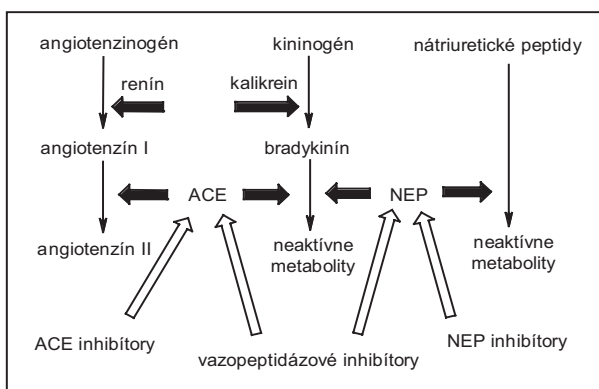 angiotenzinogén kininogén nátriuretické peptidy
renín kalikrein
angiotenzín I bradykinín
ACE NEP
angiotenzín II neaktívne metabolity neaktívne metabolity
ACE inhibítory vazopeptidázové inhibítory NEP inhibítory